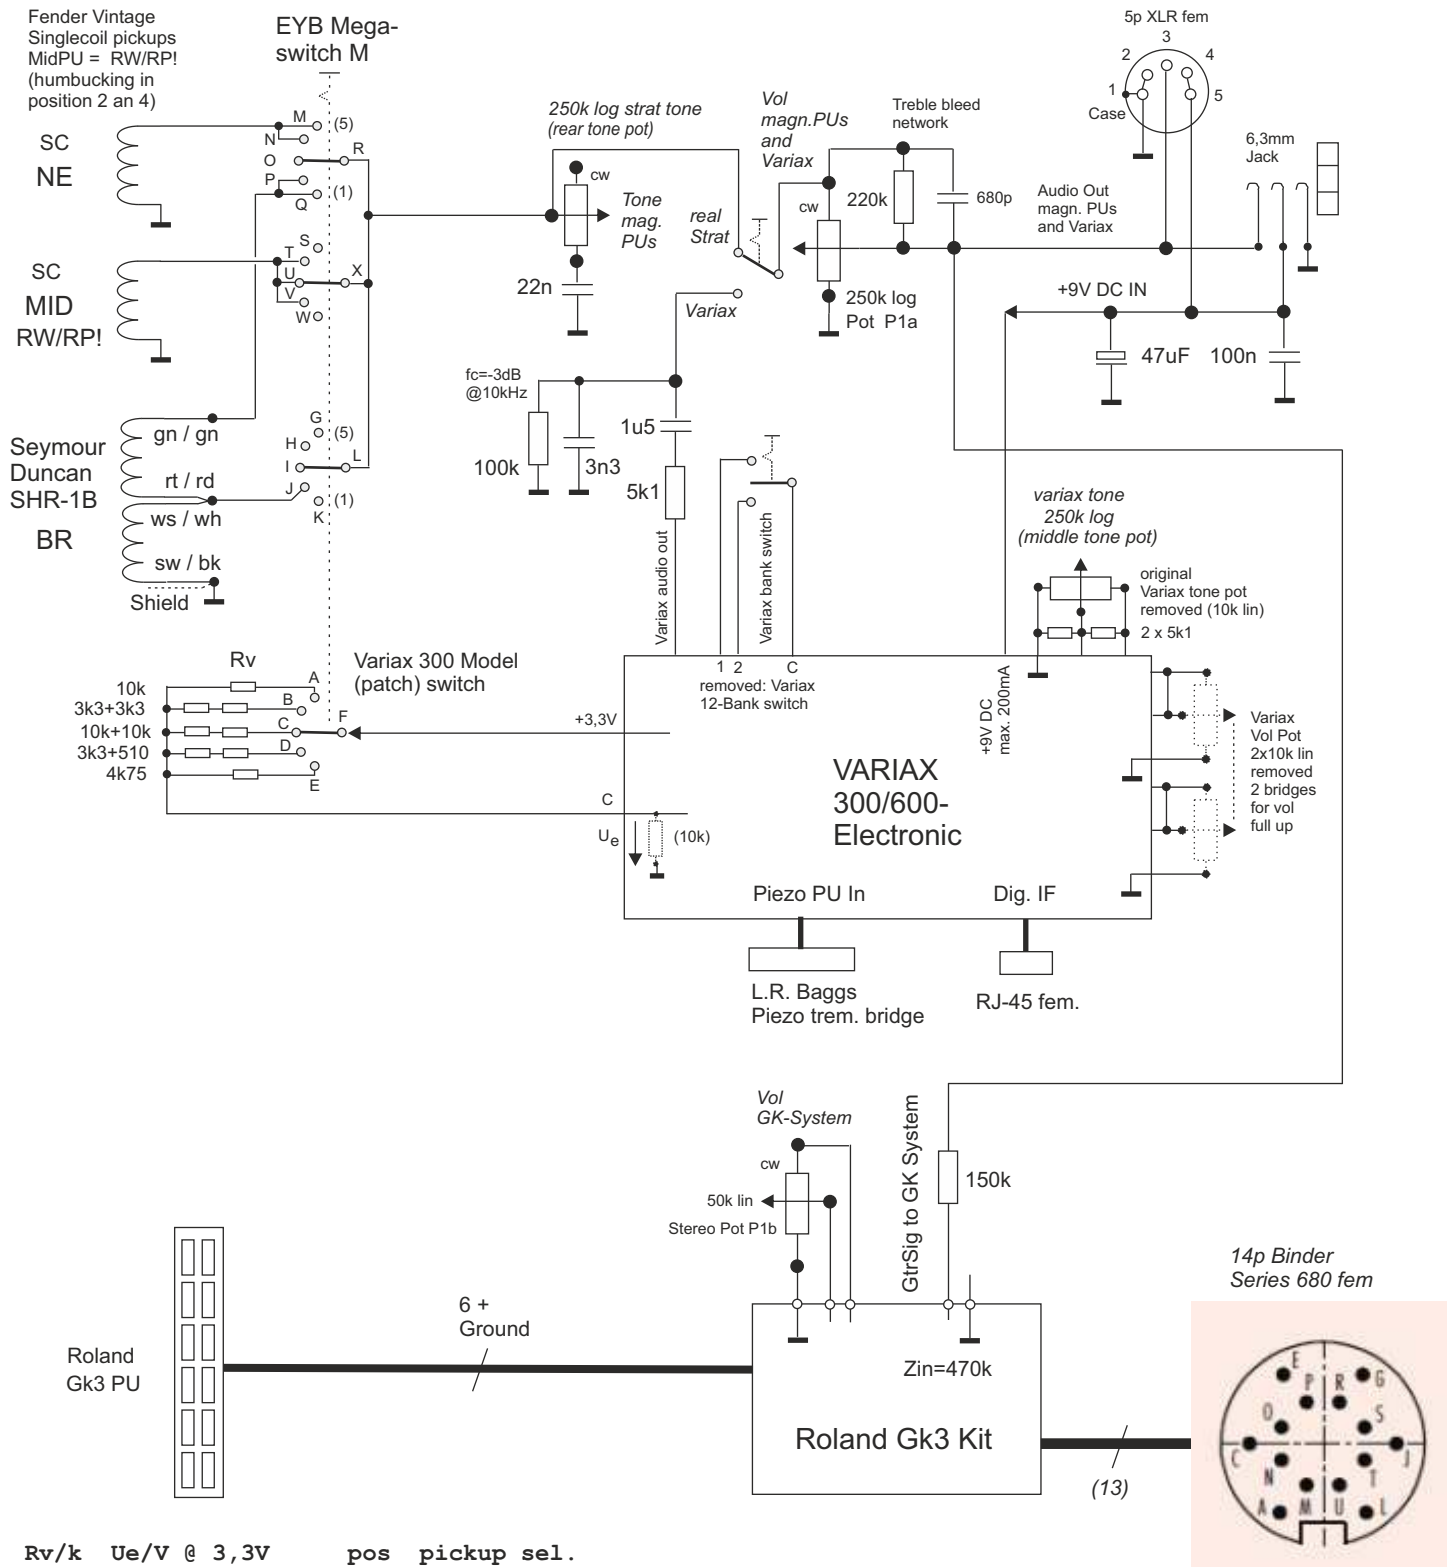 Fender Vintage
Singlecoil pickups
MidPU = RW/RP!
(humbucking in
position 2 an 4)
EYB Mega-
switch M
SC
NE
M
(5)
N
O
R
P
Q
(1)
SC
MID
RW/RP!
S
T
U
X
V
W
Seymour
Duncan
SHR-1B
BR
gn / gn
rt / rd
ws / wh
sw / bk
Shield
G
(5)
H
I
L
J
(1)
K
250k log strat tone
(rear tone pot)
cw
Tone
mag.
PUs
22n
real
Strat
Variax
Vol
magn.PUs
and
Variax
cw
250k log
Pot P1a
Treble bleed
network
220k
680p
5p XLR fem
1
2
3
4
5
Case
6,3mm
Jack
Audio Out
magn. PUs
and Variax
+9V DC IN
47uF
100n
fc=-3dB
@10kHz
100k
3n3
1u5
5k1
Variax audio out
Variax bank switch
1
2
C
removed: Variax
12-Bank switch
variax tone
250k log
(middle tone pot)
original
Variax tone pot
removed (10k lin)
2 x 5k1
+9V DC
max. 200mA
Variax
Vol Pot
2x10k lin
removed
2 bridges
for vol
full up
Rv
10k
3k3+3k3
10k+10k
3k3+510
4k75
A
B
C
D
E
F
Variax 300 Model
(patch) switch
+3,3V
C
Ue
(10k)
VARIAX
300/600-
Electronic
Piezo PU In
Dig. IF
L.R. Baggs
Piezo trem. bridge
RJ-45 fem.
Vol
GK-System
cw
50k lin
Stereo Pot P1b
GtrSig to GK System
150k
Roland
Gk3 PU
6 +
Ground
Zin=470k
Roland Gk3 Kit
(13)
14p Binder
Series 680 fem
E
P
R
G
O
S
C
J
N
T
A
M
U
L
Rv/k Ue/V @ 3,3V pos pickup sel.